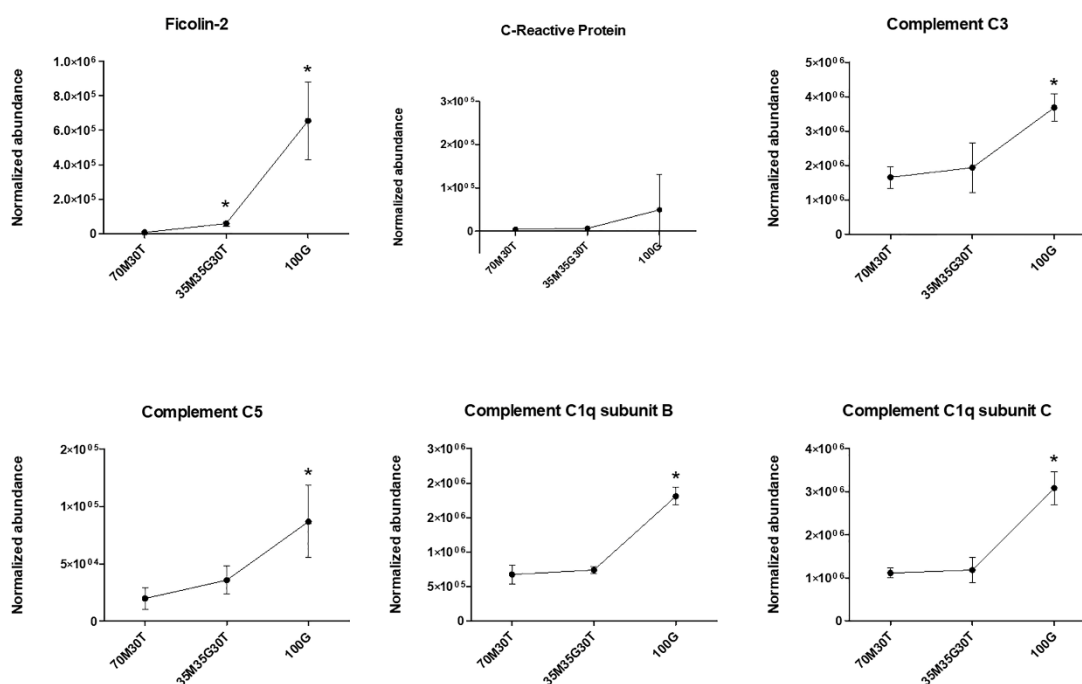 Ficolin-2
Normalized abundance
1.0×10⁶
8.0×10⁵
6.0×10⁵
4.0×10⁵
2.0×10⁵
0
*
*
70M30T
35M35G30T
100G
C-Reactive Protein
Normalized abundance
3×10⁰⁵
2×10⁰⁵
1×10⁰⁵
0
70M30T
35M35G30T
100G
Complement C3
Normalized abundance
5×10⁰⁶
4×10⁰⁶
3×10⁰⁶
2×10⁰⁶
1×10⁰⁶
0
*
70M30T
35M35G30T
100G
Complement C5
Normalized abundance
2×10⁰⁵
1×10⁰⁵
5×10⁰⁴
0
*
70M30T
35M35G30T
100G
Complement C1q subunit B
Normalized abundance
3×10⁰⁶
2×10⁰⁶
2×10⁰⁶
1×10⁰⁶
5×10⁰⁵
0
*
70M30T
35M35G30T
100G
Complement C1q subunit C
Normalized abundance
4×10⁰⁶
3×10⁰⁶
2×10⁰⁶
1×10⁰⁶
0
*
70M30T
35M35G30T
100G